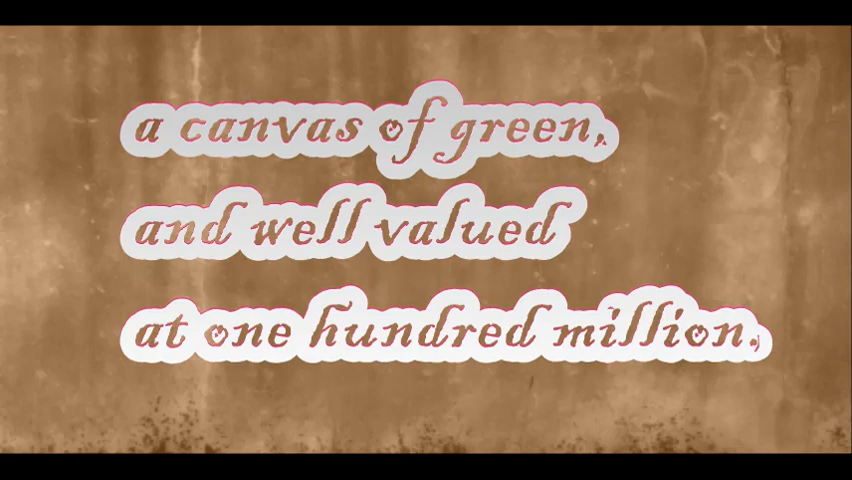 a canvas of green,
and well valued
at one hundred million.